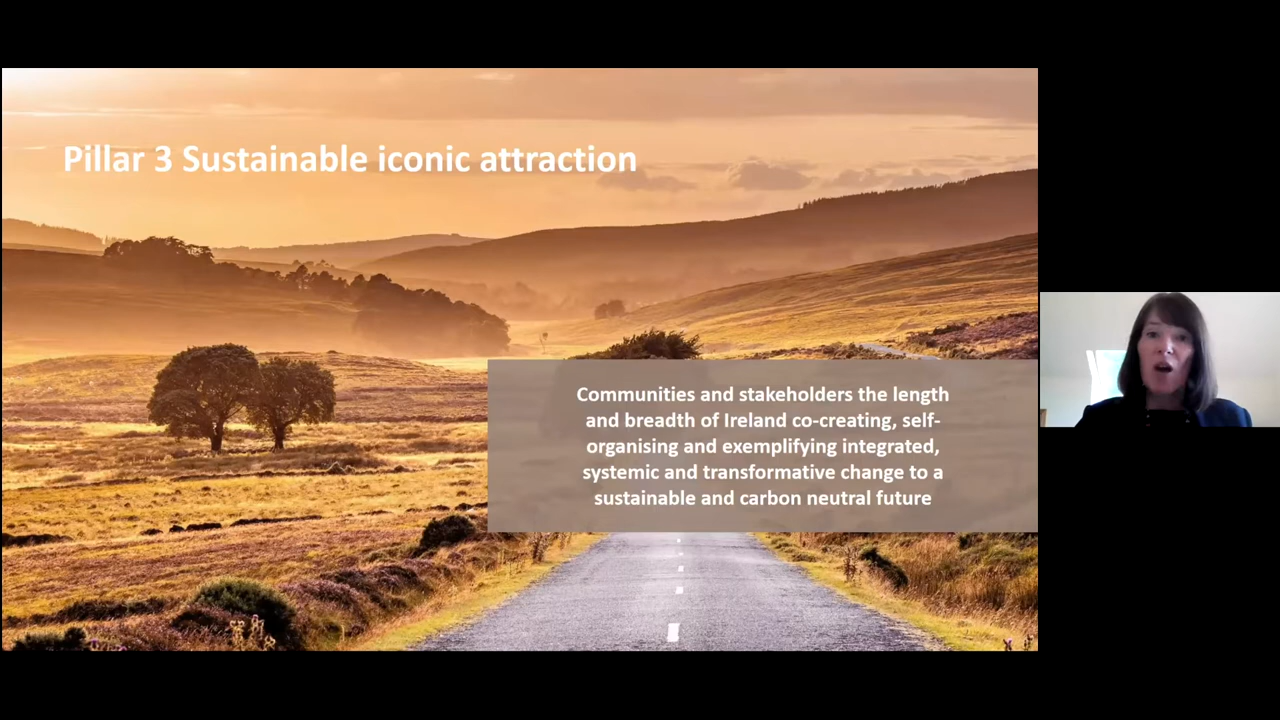 Pillar 3 Sustainable iconic attraction
Communities and stakeholders the length
and breadth of Ireland co-creating, self-
organising and exemplifying integrated,
systemic and transformative change to a
sustainable and carbon neutral future